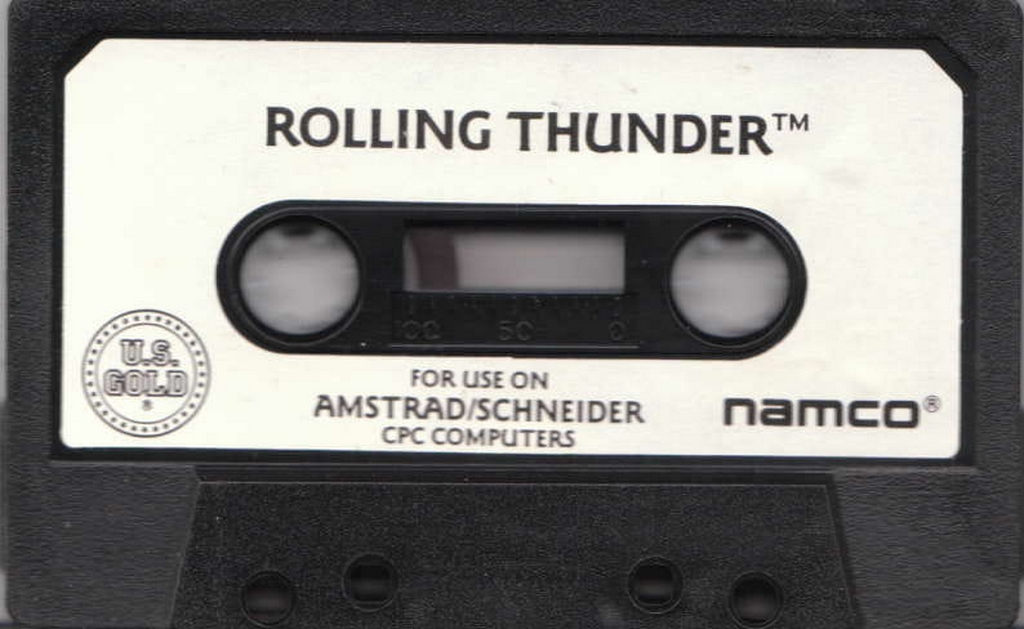 ROLLING THUNDER™
100 50 0
U.S.
GOLD
®
FOR USE ON
AMSTRAD/SCHNEIDER
CPC COMPUTERS
namco®